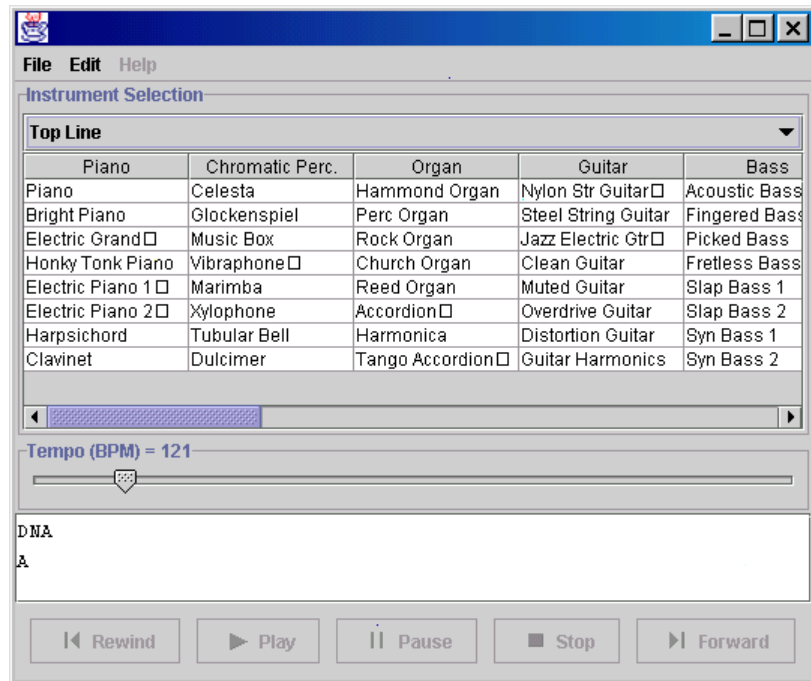 File Edit Help
Instrument Selection
Top Line
Piano Chromatic Perc. Organ Guitar Bass
Piano Celesta Hammond Organ Nylon Str Guitar□ Acoustic Bass
Bright Piano Glockenspiel Perc Organ Steel String Guitar Fingered Bass
Electric Grand□ Music Box Rock Organ Jazz Electric Gtr□ Picked Bass
Honky Tonk Piano Vibraphone□ Church Organ Clean Guitar Fretless Bass
Electric Piano 1□ Marimba Reed Organ Muted Guitar Slap Bass 1
Electric Piano 2□ Xylophone Accordion□ Overdrive Guitar Slap Bass 2
Harpsichord Tubular Bell Harmonica Distortion Guitar Syn Bass 1
Clavinet Dulcimer Tango Accordion□ Guitar Harmonics Syn Bass 2
Tempo (BPM) = 121
DNA
A
Rewind Play Pause Stop Forward